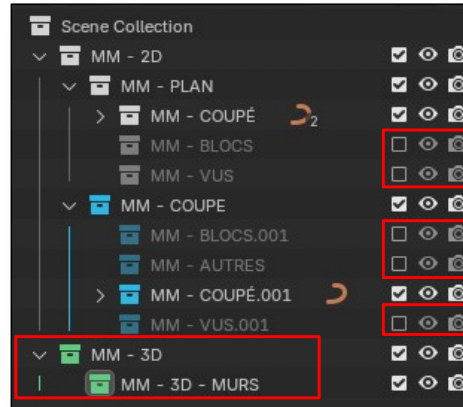 Scene Collection
MM - 2D
MM - PLAN
MM - COUPÉ 2
MM - BLOCS
MM - VUS
MM - COUPE
MM - BLOCS.001
MM - AUTRES
MM - COUPÉ.001
MM - VUS.001
MM - 3D
MM - 3D - MURS